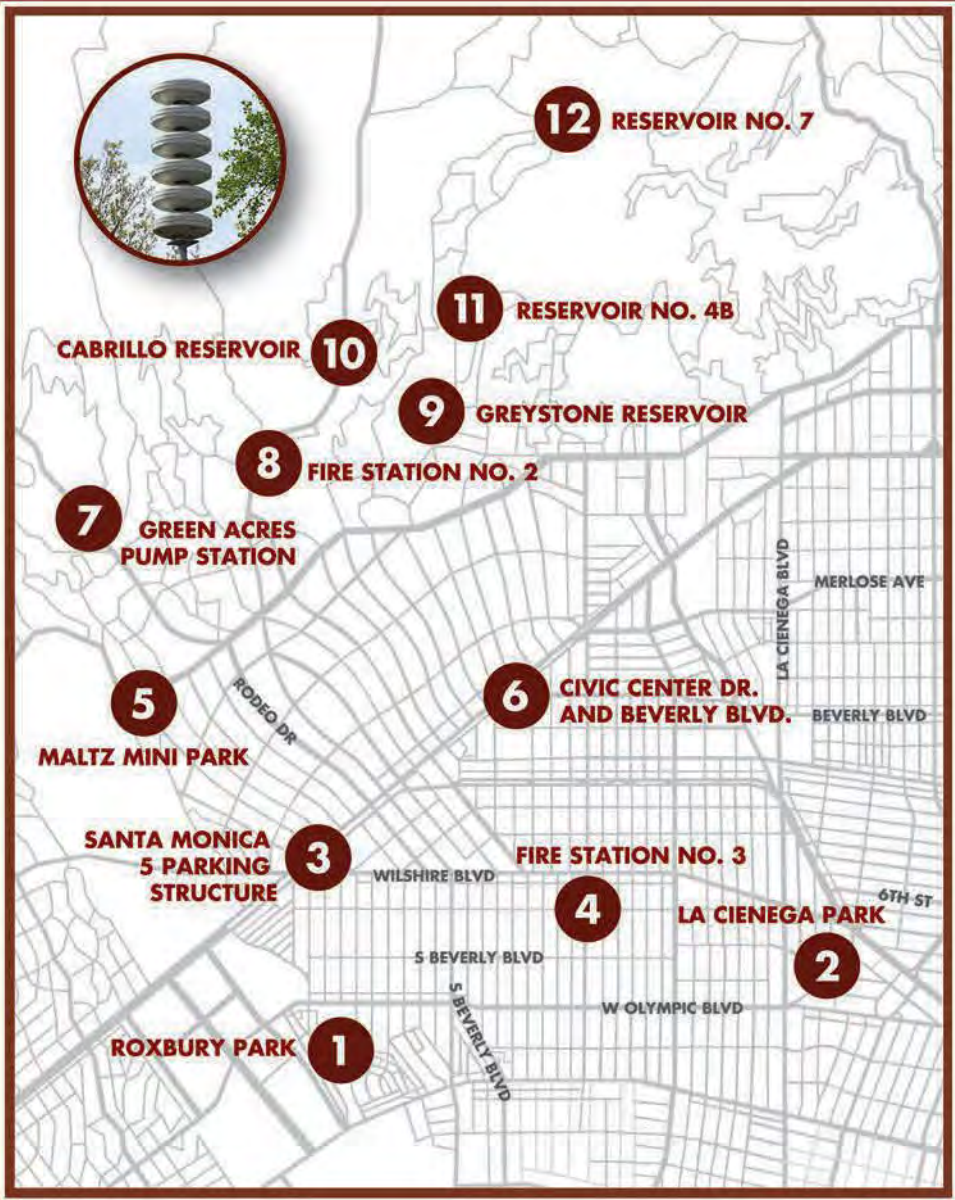 12
RESERVOIR NO. 7
11
RESERVOIR NO. 4B
CABRILLO RESERVOIR
10
9
GREYSTONE RESERVOIR
8
FIRE STATION NO. 2
7
GREEN ACRES
PUMP STATION
LA CIENEGA BLVD
MERLOSE AVE
5
MALTZ MINI PARK
RODEO DR
6
CIVIC CENTER DR.
AND BEVERLY BLVD.
BEVERLY BLVD
SANTA MONICA
5 PARKING
STRUCTURE
3
WILSHIRE BLVD
FIRE STATION NO. 3
4
6TH ST
LA CIENEGA PARK
2
S BEVERLY BLVD
S BEVERLY BLVD
W OLYMPIC BLVD
ROXBURY PARK
1